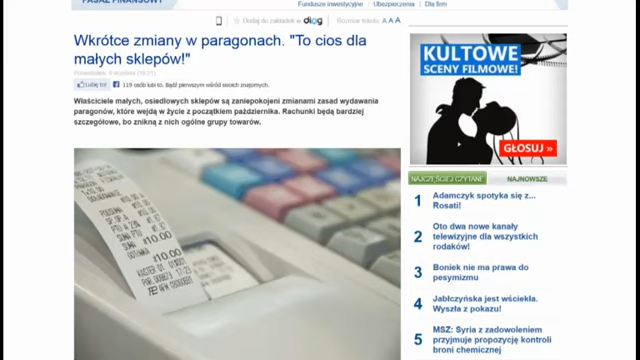 PASAŻ FINANSOWY
Fundusze inwestycyjne | Ubezpieczenia | Dla firm
Dodaj do zakładek w diigo Rozmiar tekstu: A A A
Wkrótce zmiany w paragonach. "To cios dla
małych sklepów!"
Lubię to! 119 osób lubi to. Bądź pierwszym wśród swoich znajomych.
Właściciele małych, osiedlowych sklepów są zaniepokojeni zmianami zasad wydawania
paragonów, które wejdą w życie z początkiem października. Rachunki będą bardziej
szczegółowe, bo znikną z nich ogólne grupy towarów.
KULTOWE
SCENY FILMOWE!
GŁOSUJ »
NAJCZĘŚCIEJ CZYTANE
NAJNOWSZE
1 Adamczyk spotyka się z...
Rosati!
2 Oto dwa nowe kanały
telewizyjne dla wszystkich
rodaków!
3 Boniek nie ma prawa do
pesymizmu
4 Jabłczyńska jest wściekła.
Wyszła z pokazu!
5 MSZ: Syria z zadowoleniem
przyjmuje propozycję kontroli
broni chemicznej